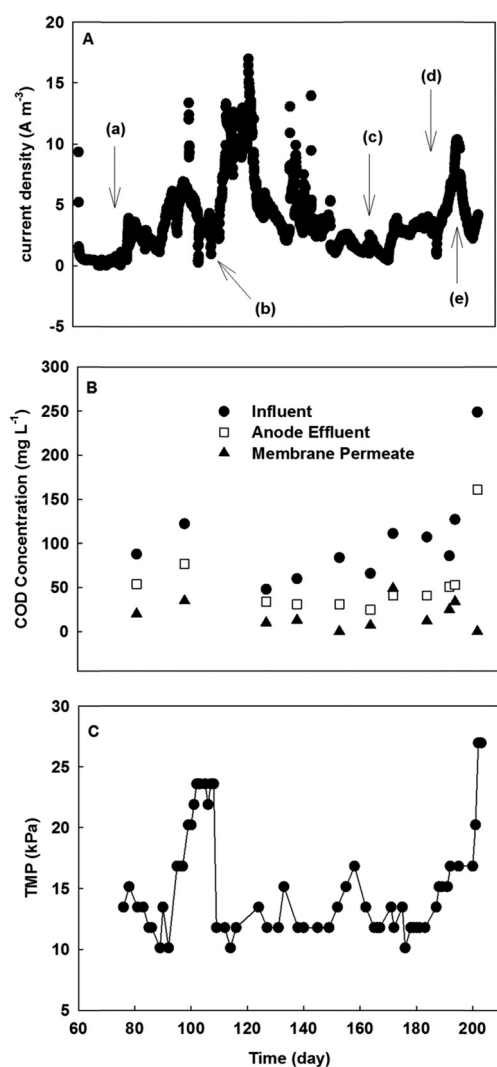 A
current density (A m-3)
20
15
10
5
0
-5
(a)
(b)
(c)
(d)
(e)
B
COD Concentration (mg L-1)
300
250
200
150
100
50
0
Influent
Anode Effluent
Membrane Permeate
C
TMP (kPa)
30
25
20
15
10
5
60 80 100 120 140 160 180 200
Time (day)